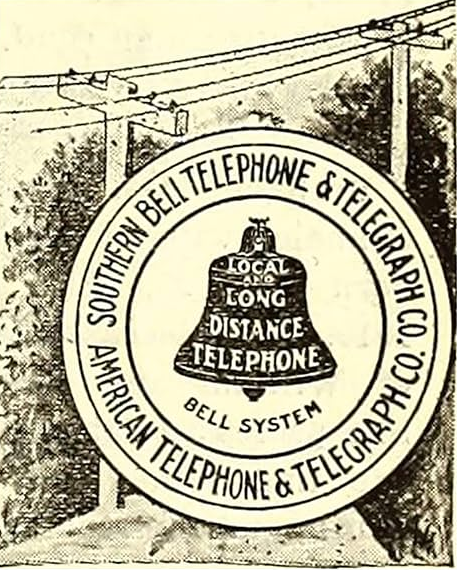 SOUTHERN BELL TELEPHONE & TELEGRAPH CO.
AMERICAN TELEPHONE & TELEGRAPH CO.
LOCAL
AND
LONG
DISTANCE
TELEPHONE
BELL SYSTEM